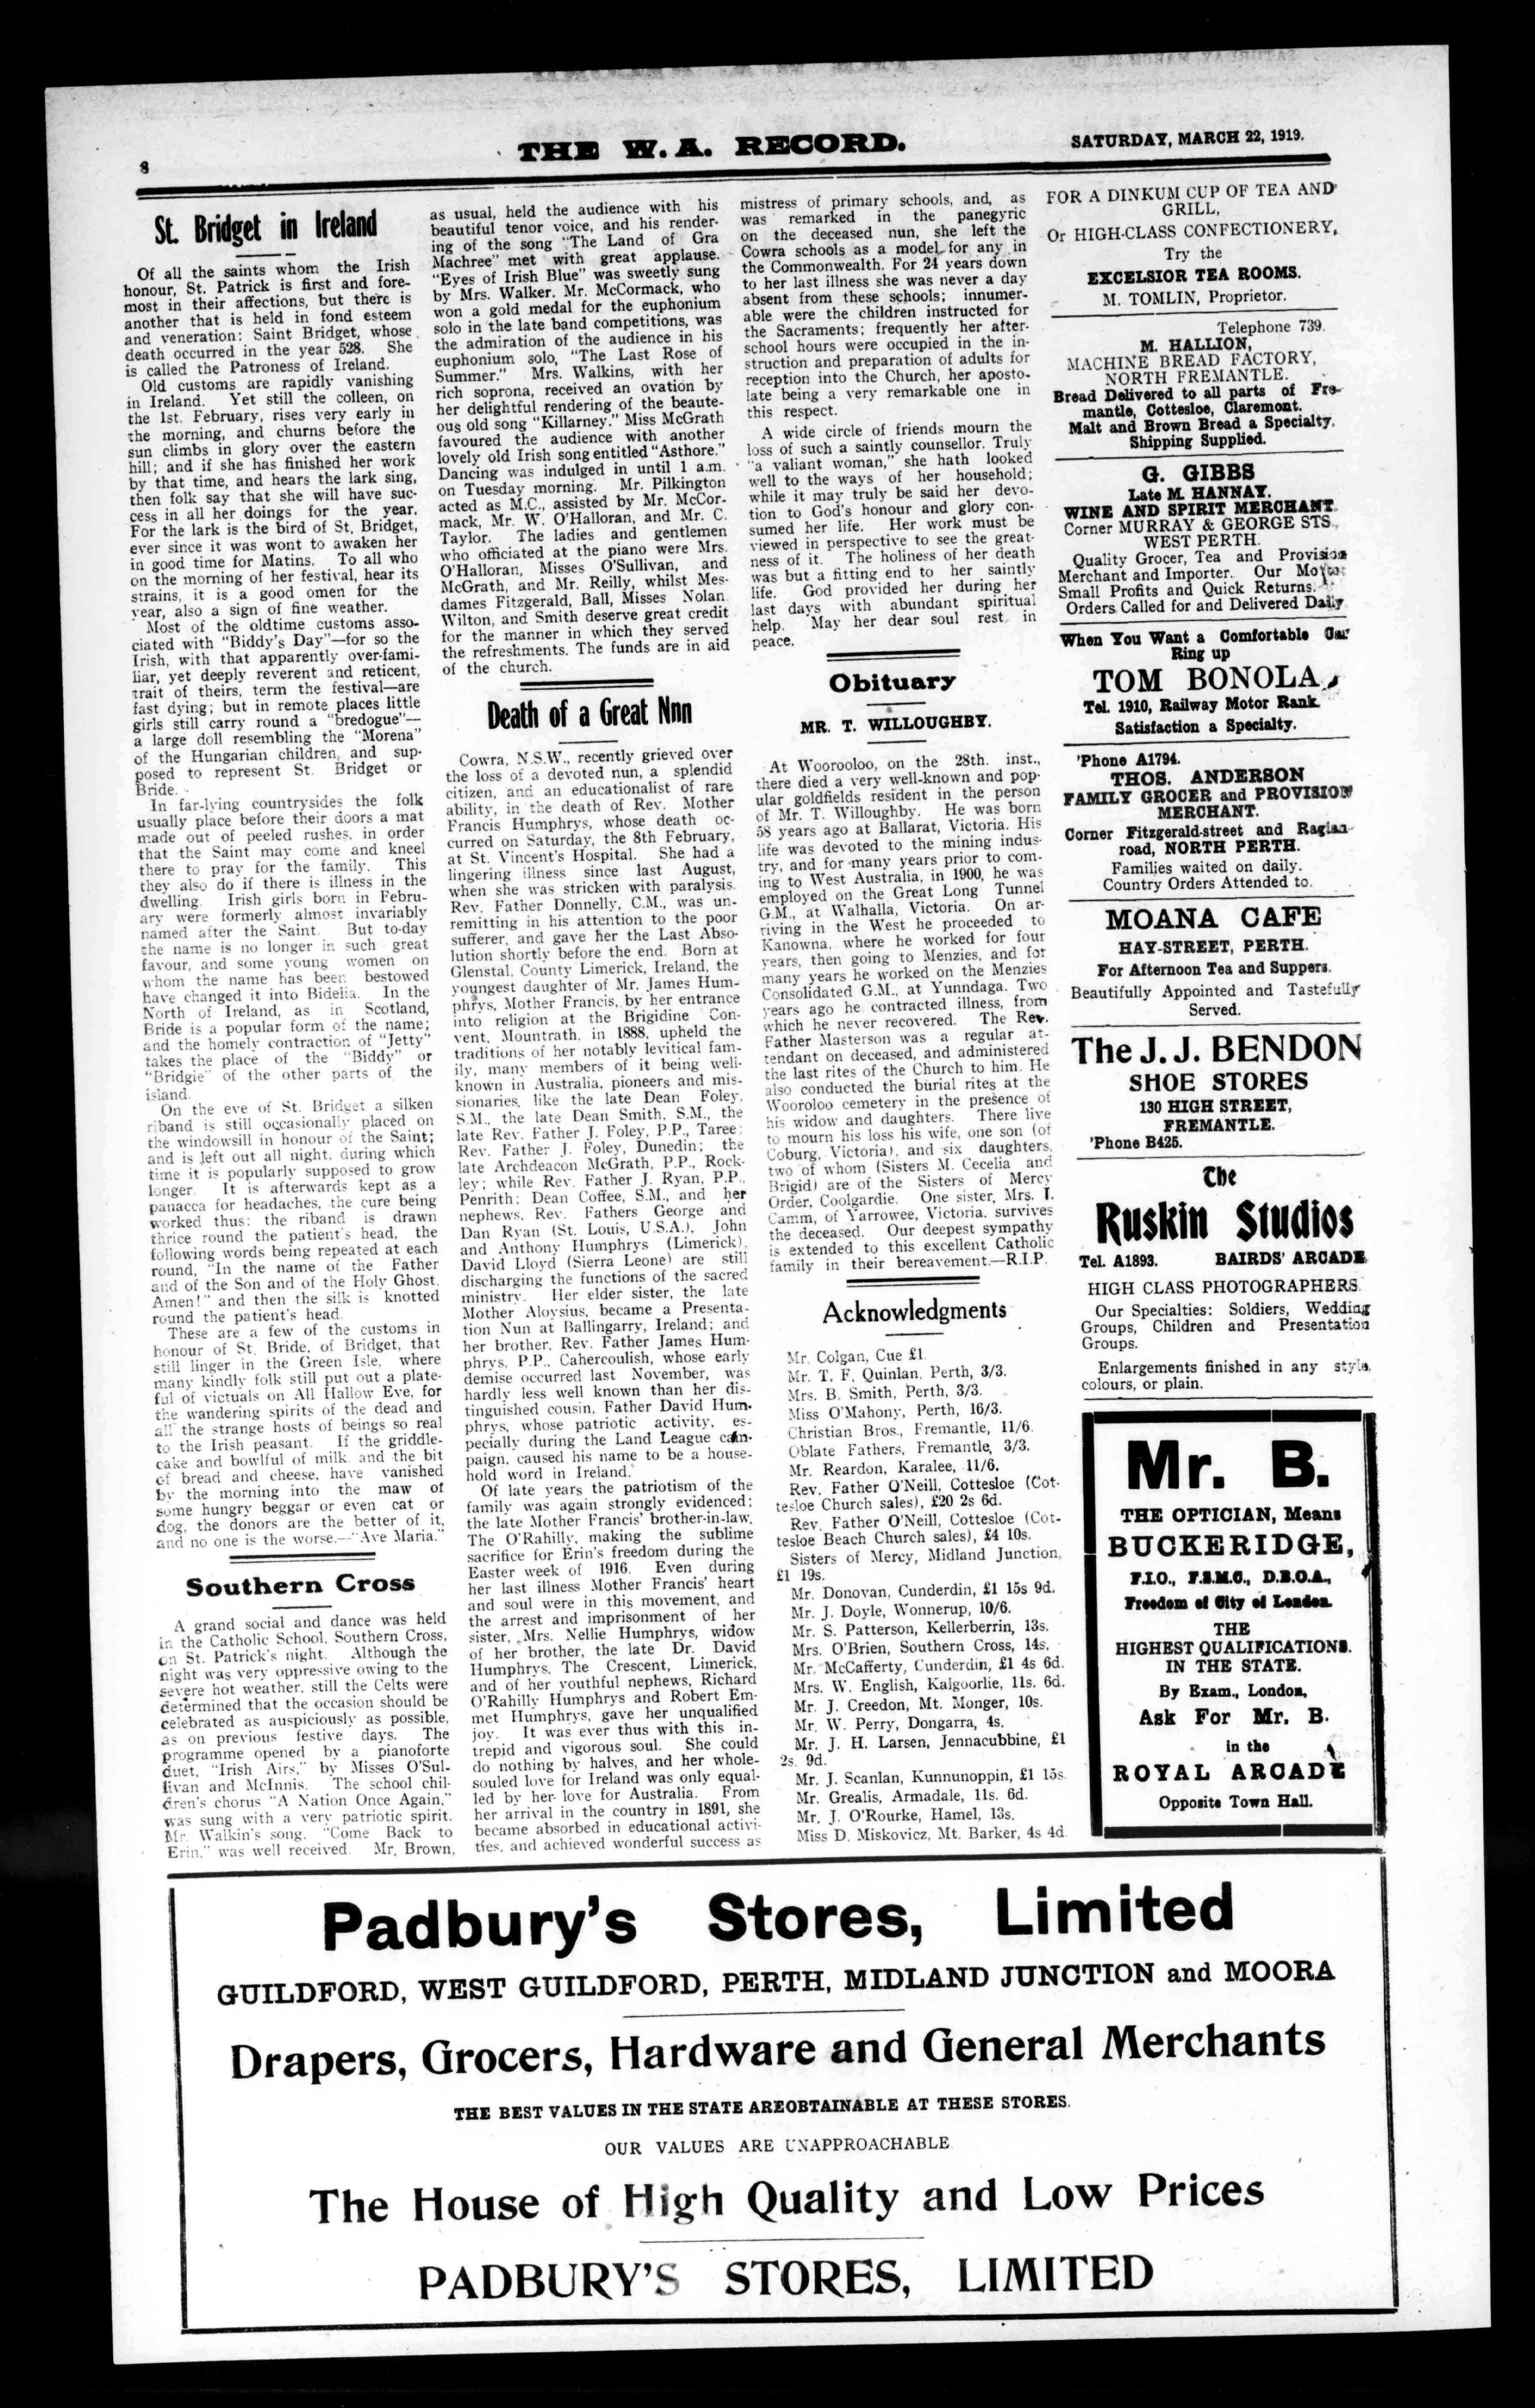 8
THE W.A. RECORD.
SATURDAY, MARCH 22, 1919.
St. Bridget in Ireland
Of all the saints whom the Irish
honour, St. Patrick is first and fore-
most in their affections, but there is
another that is held in fond esteem
and veneration: Saint Bridget, whose
death occurred in the year 528. She
is called the Patroness of Ireland.
Old customs are rapidly vanishing
in Ireland. Yet still the colleen, on
the 1st. February, rises very early in
the morning, and churns before the
sun climbs in glory over the eastern
hill; and if she has finished her work
by that time, and hears the lark sing,
then folk say that she will have suc-
cess in all her doings for the year.
For the lark is the bird of St. Bridget,
ever since it was wont to awaken her
in good time for Matins. To all who
on the morning of her festival, hear its
strains, it is a good omen for the
year, also a sign of fine weather.
Most of the oldtime customs asso-
ciated with "Biddy's Day"—for so the
Irish, with that apparently over-fami-
liar, yet deeply reverent and reticent,
trait of theirs, term the festival—are
fast dying; but in remote places little
girls still carry round a "bredogue"—
a large doll resembling the "Morena"
of the Hungarian children, and sup-
posed to represent St. Bridget or
Bride.
In far-lying countrysides the folk
usually place before their doors a mat
made out of peeled rushes, in order
that the Saint may come and kneel
there to pray for the family. This
they also do if there is illness in the
dwelling. Irish girls born in Febru-
ary were formerly almost invariably
named after the Saint. But to-day
the name is no longer in such great
favour, and some young women on
whom the name has been bestowed
have changed it into Bidelia. In the
North of Ireland, as in Scotland,
Bride is a popular form of the name;
and the homely contraction of "Jetty"
takes the place of the "Biddy" or
"Bridgie" of the other parts of the
island.
On the eve of St. Bridget a silken
riband is still occasionally placed on
the windowsill in honour of the Saint;
and is left out all night, during which
time it is popularly supposed to grow
longer. It is afterwards kept as a
panacca for headaches, the cure being
worked thus: the riband is drawn
thrice round the patient's head, the
following words being repeated at each
round, "In the name of the Father
and of the Son and of the Holy Ghost.
Amen!" and then the silk is knotted
round the patient's head.
These are a few of the customs in
honour of St. Bride, of Bridget, that
still linger in the Green Isle, where
many kindly folk still put out a plate-
ful of victuals on All Hallow Eve, for
the wandering spirits of the dead and
all the strange hosts of beings so real
to the Irish peasant. If the griddle-
cake and bowlful of milk and the bit
of bread and cheese, have vanished
by the morning into the maw of
some hungry beggar or even cat or
dog, the donors are the better of it,
and no one is the worse.—"Ave Maria."
Southern Cross
A grand social and dance was held
in the Catholic School, Southern Cross,
on St. Patrick's night. Although the
night was very oppressive owing to the
severe hot weather, still the Celts were
determined that the occasion should be
celebrated as auspiciously as possible,
as on previous festive days. The
programme opened by a pianoforte
duet, "Irish Airs," by Misses O'Sul-
livan and McInnis. The school chil-
dren's chorus "A Nation Once Again,"
was sung with a very patriotic spirit.
Mr. Walkin's song, "Come Back to
Erin," was well received. Mr. Brown,
as usual, held the audience with his
beautiful tenor voice, and his render-
ing of the song "The Land of Gra
Machree" met with great applause.
"Eyes of Irish Blue" was sweetly sung
by Mrs. Walker. Mr. McCormack, who
won a gold medal for the euphonium
solo in the late band competitions, was
the admiration of the audience in his
euphonium solo, "The Last Rose of
Summer." Mrs. Walkins, with her
rich soprona, received an ovation by
her delightful rendering of the beaute-
ous old song "Killarney." Miss McGrath
favoured the audience with another
lovely old Irish song entitled "Asthore."
Dancing was indulged in until 1 a.m.
on Tuesday morning. Mr. Pilkington
acted as M.C., assisted by Mr. McCor-
mack, Mr. W. O'Halloran, and Mr. C.
Taylor. The ladies and gentlemen
who officiated at the piano were Mrs.
O'Halloran, Misses O'Sullivan, and
McGrath, and Mr. Reilly, whilst Mes-
dames Fitzgerald, Ball, Misses Nolan
Wilton, and Smith deserve great credit
for the manner in which they served
the refreshments. The funds are in aid
of the church.
Death of a Great Nnn
Cowra, N.S.W., recently grieved over
the loss of a devoted nun, a splendid
citizen, and an educationalist of rare
ability, in the death of Rev. Mother
Francis Humphrys, whose death oc-
curred on Saturday, the 8th February,
at St. Vincent's Hospital. She had a
lingering illness since last August,
when she was stricken with paralysis.
Rev. Father Donnelly, C.M., was un-
remitting in his attention to the poor
sufferer, and gave her the Last Abso-
lution shortly before the end. Born at
Glenstal, County Limerick, Ireland, the
youngest daughter of Mr. James Hum-
phrys, Mother Francis, by her entrance
into religion at the Brigidine Con-
vent, Mountrath, in 1888, upheld the
traditions of her notably levitical fam-
ily, many members of it being well-
known in Australia, pioneers and mis-
sionaries, like the late Dean Foley,
S.M., the late Dean Smith, S.M., the
late Rev. Father J. Foley, P.P., Taree;
Rev. Father J. Foley, Dunedin; the
late Archdeacon McGrath, P.P., Rock-
ley; while Rev. Father J. Ryan, P.P.,
Penrith; Dean Coffee, S.M., and her
nephews, Rev. Fathers George and
Dan Ryan (St. Louis, U.S.A.), John
and Anthony Humphrys (Limerick),
David Lloyd (Sierra Leone) are still
discharging the functions of the sacred
ministry. Her elder sister, the late
Mother Aloysius, became a Presenta-
tion Nun at Ballingarry, Ireland; and
her brother, Rev. Father James Hum-
phrys, P.P., Cahercoulish, whose early
demise occurred last November, was
hardly less well known than her dis-
tinguished cousin, Father David Hum-
phrys, whose patriotic activity, es-
pecially during the Land League cam-
paign, caused his name to be a house-
hold word in Ireland.
Of late years the patriotism of the
family was again strongly evidenced;
the late Mother Francis' brother-in-law,
The O'Rahilly, making the sublime
sacrifice for Erin's freedom during the
Easter week of 1916. Even during
her last illness Mother Francis' heart
and soul were in this movement, and
the arrest and imprisonment of her
sister, Mrs. Nellie Humphrys, widow
of her brother, the late Dr. David
Humphrys, The Crescent, Limerick,
and of her youthful nephews, Richard
O'Rahilly Humphrys and Robert Em-
met Humphrys, gave her unqualified
joy. It was ever thus with this in-
trepid and vigorous soul. She could
do nothing by halves, and her whole-
souled love for Ireland was only equal-
led by her love for Australia. From
her arrival in the country in 1891, she
became absorbed in educational activi-
ties, and achieved wonderful success as
mistress of primary schools, and, as
was remarked in the panegyric
on the deceased nun, she left the
Cowra schools as a model for any in
the Commonwealth. For 24 years down
to her last illness she was never a day
absent from these schools; innumer-
able were the children instructed for
the Sacraments; frequently her after-
school hours were occupied in the in-
struction and preparation of adults for
reception into the Church, her aposto-
late being a very remarkable one in
this respect.
A wide circle of friends mourn the
loss of such a saintly counsellor. Truly
"a valiant woman," she hath looked
well to the ways of her household;
while it may truly be said her devo-
tion to God's honour and glory con-
sumed her life. Her work must be
viewed in perspective to see the great-
ness of it. The holiness of her death
was but a fitting end to her saintly
life. God provided her during her
last days with abundant spiritual
help. May her dear soul rest in
peace.
Obituary
MR. T. WILLOUGHBY.
At Woorooloo, on the 28th. inst.,
there died a very well-known and pop-
ular goldfields resident in the person
of Mr. T. Willoughby. He was born
58 years ago at Ballarat, Victoria. His
life was devoted to the mining indus-
try, and for many years prior to com-
ing to West Australia, in 1900, he was
employed on the Great Long Tunnel
G.M., at Walhalla, Victoria. On ar-
riving in the West he proceeded to
Kanowna, where he worked for four
years, then going to Menzies, and for
many years he worked on the Menzies
Consolidated G.M., at Yunndaga. Two
years ago he contracted illness, from
which he never recovered. The Rev.
Father Masterson was a regular at-
tendant on deceased, and administered
the last rites of the Church to him. He
also conducted the burial rites at the
Wooroloo cemetery in the presence of
his widow and daughters. There live
to mourn his loss his wife, one son (of
Coburg, Victoria), and six daughters,
two of whom (Sisters M. Cecelia and
Brigid) are of the Sisters of Mercy
Order, Coolgardie. One sister, Mrs. T.
Camm, of Yarrowee, Victoria, survives
the deceased. Our deepest sympathy
is extended to this excellent Catholic
family in their bereavement.—R.I.P.
Acknowledgments
Mr. Colgan, Cue £1.
Mr. T. F. Quinlan, Perth, 3/3.
Mrs. B. Smith, Perth, 3/3.
Miss O'Mahony, Perth, 16/3.
Christian Bros., Fremantle, 11/6.
Oblate Fathers, Fremantle, 3/3.
Mr. Reardon, Karalee, 11/6.
Rev. Father O'Neill, Cottesloe (Cot-
tesloe Church sales), £20 2s 6d.
Rev. Father O'Neill, Cottesloe (Cot-
tesloe Beach Church sales), £4 10s.
Sisters of Mercy, Midland Junction,
£1 19s.
Mr. Donovan, Cunderdin, £1 15s 9d.
Mr. J. Doyle, Wonnerup, 10/6.
Mr. S. Patterson, Kellerberrin, 13s.
Mrs. O'Brien, Southern Cross, 14s.
Mr. McCafferty, Cunderdin, £1 4s 6d.
Mrs. W. English, Kalgoorlie, 11s. 6d.
Mr. J. Creedon, Mt. Monger, 10s.
Mr. W. Perry, Dongarra, 4s.
Mr. J. H. Larsen, Jennacubbine, £1
2s. 9d.
Mr. J. Scanlan, Kunnunoppin, £1 15s.
Mr. Grealis, Armadale, 11s. 6d.
Mr. J. O'Rourke, Hamel, 13s.
Miss D. Miskovicz, Mt. Barker, 4s 4d.
FOR A DINKUM CUP OF TEA AND
GRILL,
Or HIGH-CLASS CONFECTIONERY,
Try the
EXCELSIOR TEA ROOMS.
M. TOMLIN, Proprietor.
Telephone 739.
M. HALLION,
MACHINE BREAD FACTORY,
NORTH FREMANTLE.
Bread Delivered to all parts of Fre-
mantle, Cottesloe, Claremont.
Malt and Brown Bread a Specialty.
Shipping Supplied.
G. GIBBS
Late M. HANNAY.
WINE AND SPIRIT MERCHANT.
Corner MURRAY & GEORGE STS.,
WEST PERTH.
Quality Grocer, Tea and Provision
Merchant and Importer. Our Motto:
Small Profits and Quick Returns.
Orders Called for and Delivered Daily
When You Want a Comfortable Car
Ring up
TOM BONOLA,
Tel. 1910, Railway Motor Rank.
Satisfaction a Specialty.
'Phone A1794.
THOS. ANDERSON
FAMILY GROCER and PROVISION
MERCHANT.
Corner Fitzgerald-street and Raglan-
road, NORTH PERTH.
Families waited on daily.
Country Orders Attended to.
MOANA CAFE
HAY-STREET, PERTH.
For Afternoon Tea and Suppers.
Beautifully Appointed and Tastefully
Served.
The J. J. BENDON
SHOE STORES
130 HIGH STREET,
FREMANTLE.
'Phone B425.
The
Ruskin Studios
Tel. A1893. BAIRDS' ARCADE
HIGH CLASS PHOTOGRAPHERS.
Our Specialties: Soldiers, Wedding
Groups, Children and Presentation
Groups.
Enlargements finished in any style,
colours, or plain.
Mr. B.
THE OPTICIAN, Means
BUCKERIDGE,
F.I.O., F.S.M.C., D.B.O.A.,
Freedom of City of London.
THE
HIGHEST QUALIFICATIONS.
IN THE STATE.
By Exam., London,
Ask For Mr. B.
in the
ROYAL ARCADE
Opposite Town Hall.
Padbury's Stores, Limited
GUILDFORD, WEST GUILDFORD, PERTH, MIDLAND JUNCTION and MOORA
Drapers, Grocers, Hardware and General Merchants
THE BEST VALUES IN THE STATE AREOBTAINABLE AT THESE STORES.
OUR VALUES ARE UNAPPROACHABLE
The House of High Quality and Low Prices
PADBURY'S STORES, LIMITED